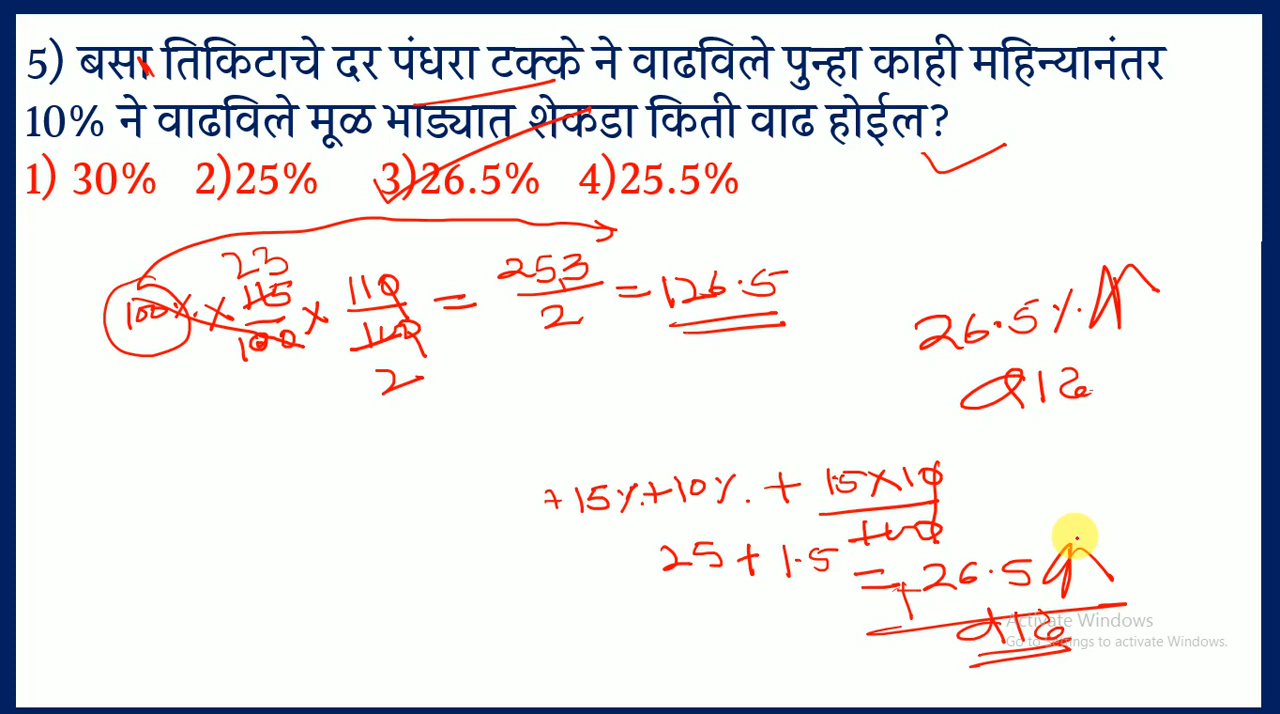 5) बसा तिकिटाचे दर पंधरा टक्के ने वाढविले पुन्हा काही महिन्यानंतर
10% ने वाढविले मूळ भाड्यात शेकडा किती वाढ होईल?
1) 30% 2)25% 3)26.5% 4)25.5%
23
100% × 115/100 × 110/100 = 253/2 = 126.5
2
26.5%
वाढ
+15%+10% + 15×10/100
25 + 1.5 = +26.5
वाढ
Activate Windows
Go to Settings to activate Windows.